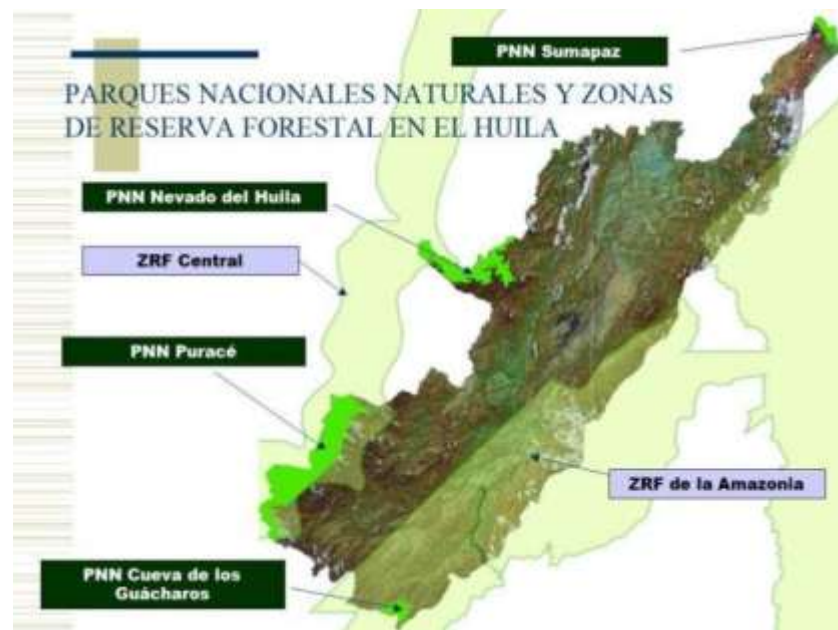 PNN Sumapaz
PARQUES NACIONALES NATURALES Y ZONAS
DE RESERVA FORESTAL EN EL HUILA
PNN Nevado del Huila
ZRF Central
PNN Puracé
ZRF de la Amazonia
PNN Cueva de los
Guácharos